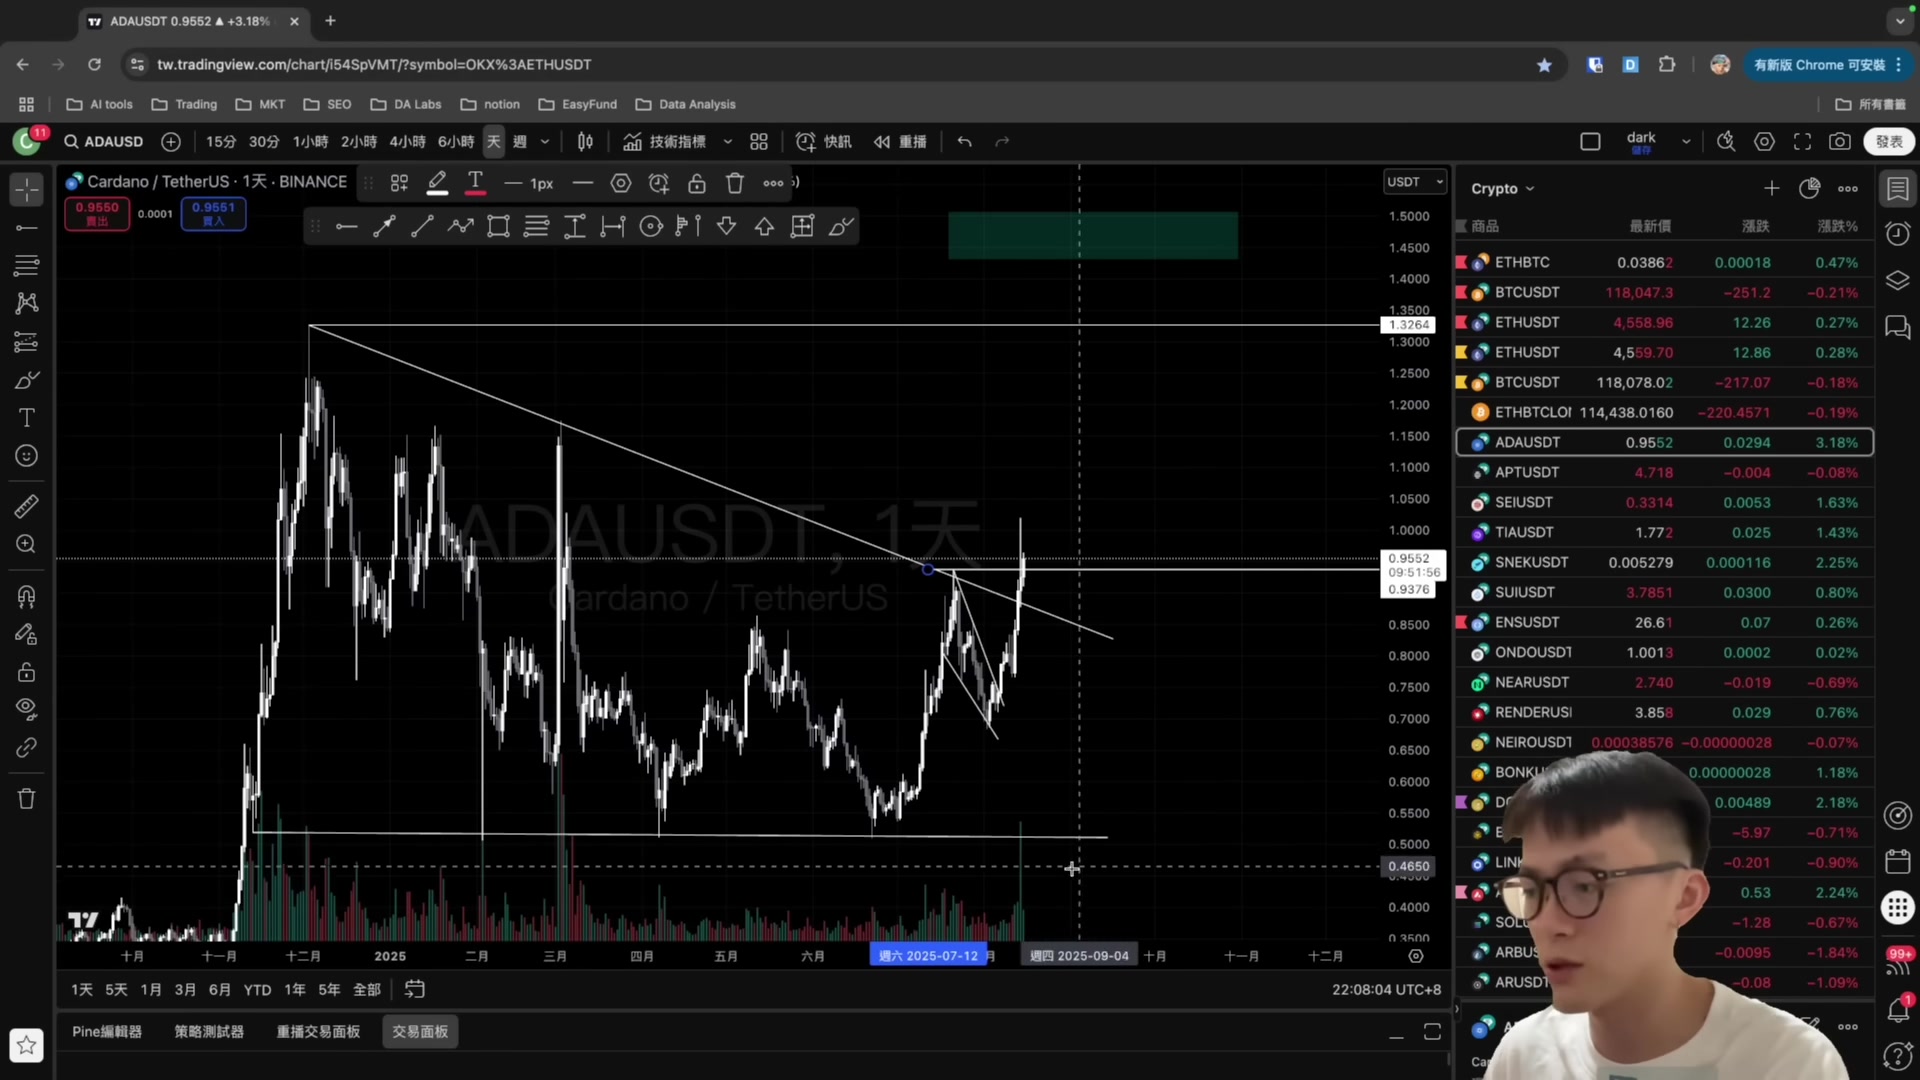 ADAUSDT 0.9552 ▲ +3.18%
tw.tradingview.com/chart/i54SpVMT/?symbol=OKX%3AETHUSDT
有新版 Chrome 可安裝
AI tools
Trading
MKT
SEO
DA Labs
notion
EasyFund
Data Analysis
所有書籤
C 11
ADAUSD
15分 30分 1小時 2小時 4小時 6小時 天 週
技術指標
快訊
重播
dark
儲存
發表
Cardano / TetherUS · 1天 · BINANCE
1px
USDT
0.9550
賣出
0.0001
0.9551
買入
ADAUSDT, 1天
Cardano / TetherUS
1.5000
1.4500
1.4000
1.3500
1.3264
1.3000
1.2500
1.2000
1.1500
1.1000
1.0500
1.0000
0.9552
09:51:56
0.9376
0.8500
0.8000
0.7500
0.7000
0.6500
0.6000
0.5500
0.5000
0.4650
0.4000
0.3500
十月 十一月 十二月 2025 二月 三月 四月 五月 六月 週六 2025-07-12 月 週四 2025-09-04 十月 十一月 十二月
1天 5天 1月 3月 6月 YTD 1年 5年 全部
22:08:04 UTC+8
Pine編輯器 策略測試器 重播交易面板 交易面板
Crypto
商品 最新價 漲跌 漲跌%
ETHBTC 0.03862 0.00018 0.47%
BTCUSDT 118,047.3 −251.2 −0.21%
ETHUSDT 4,558.96 12.26 0.27%
ETHUSDT 4,559.70 12.86 0.28%
BTCUSDT 118,078.02 −217.07 −0.18%
ETHBTCLO 114,438.0160 −220.4571 −0.19%
ADAUSDT 0.9552 0.0294 3.18%
APTUSDT 4.718 −0.004 −0.08%
SEIUSDT 0.3314 0.0053 1.63%
TIAUSDT 1.772 0.025 1.43%
SNEKUSDT 0.005279 0.000116 2.25%
SUIUSDT 3.7851 0.0300 0.80%
ENSUSDT 26.61 0.07 0.26%
ONDOUSDT 1.0013 0.0002 0.02%
NEARUSDT 2.740 −0.019 −0.69%
RENDERUS 3.858 0.029 0.76%
NEIROUSDT 0.00038576 −0.00000028 −0.07%
BONK 0.00000028 1.18%
0.00489 2.18%
−5.97 −0.71%
LINK −0.201 −0.90%
0.53 2.24%
SOL −1.28 −0.67%
ARBUS −0.0095 −1.84%
ARUSDT −0.08 −1.09%
99+
1